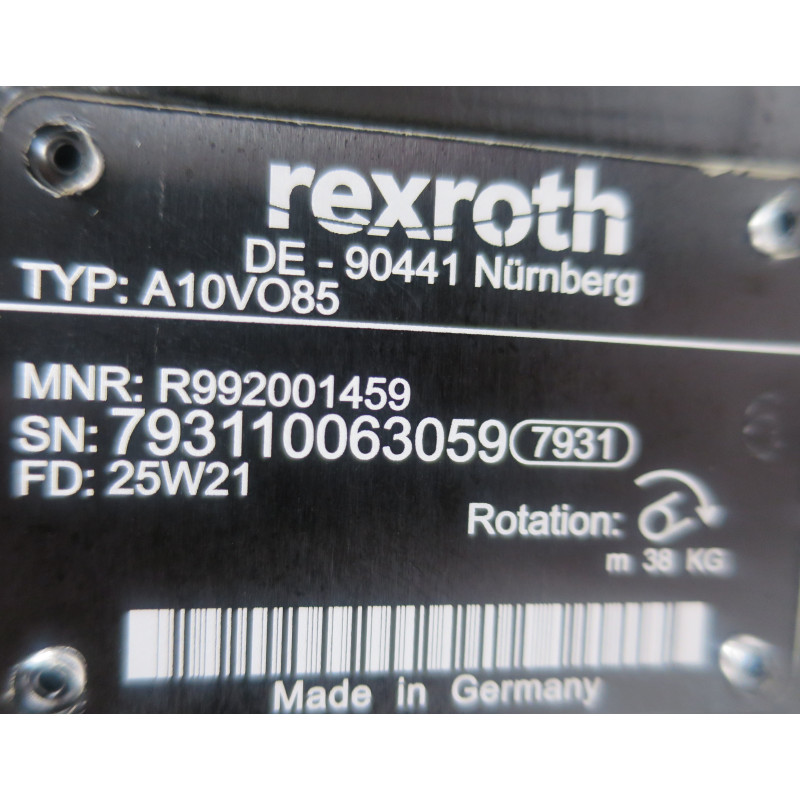 rexroth
DE - 90441 Nürnberg
TYP: A10VO85
MNR: R992001459
SN: 793110063059 7931
FD: 25W21
Rotation:
m 38 KG
Made in Germany